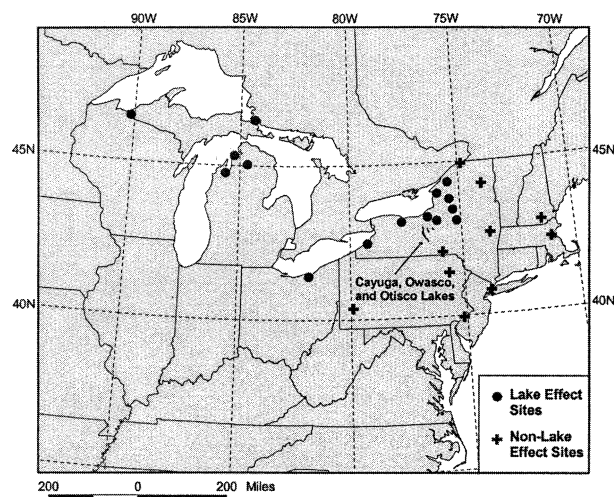 90W 85W 80W 75W 70W
45N 45N
Cayuga, Owasco,
and Otisco Lakes
40N 40N
Lake Effect
Sites
Non-Lake
Effect Sites
200 0 200 Miles